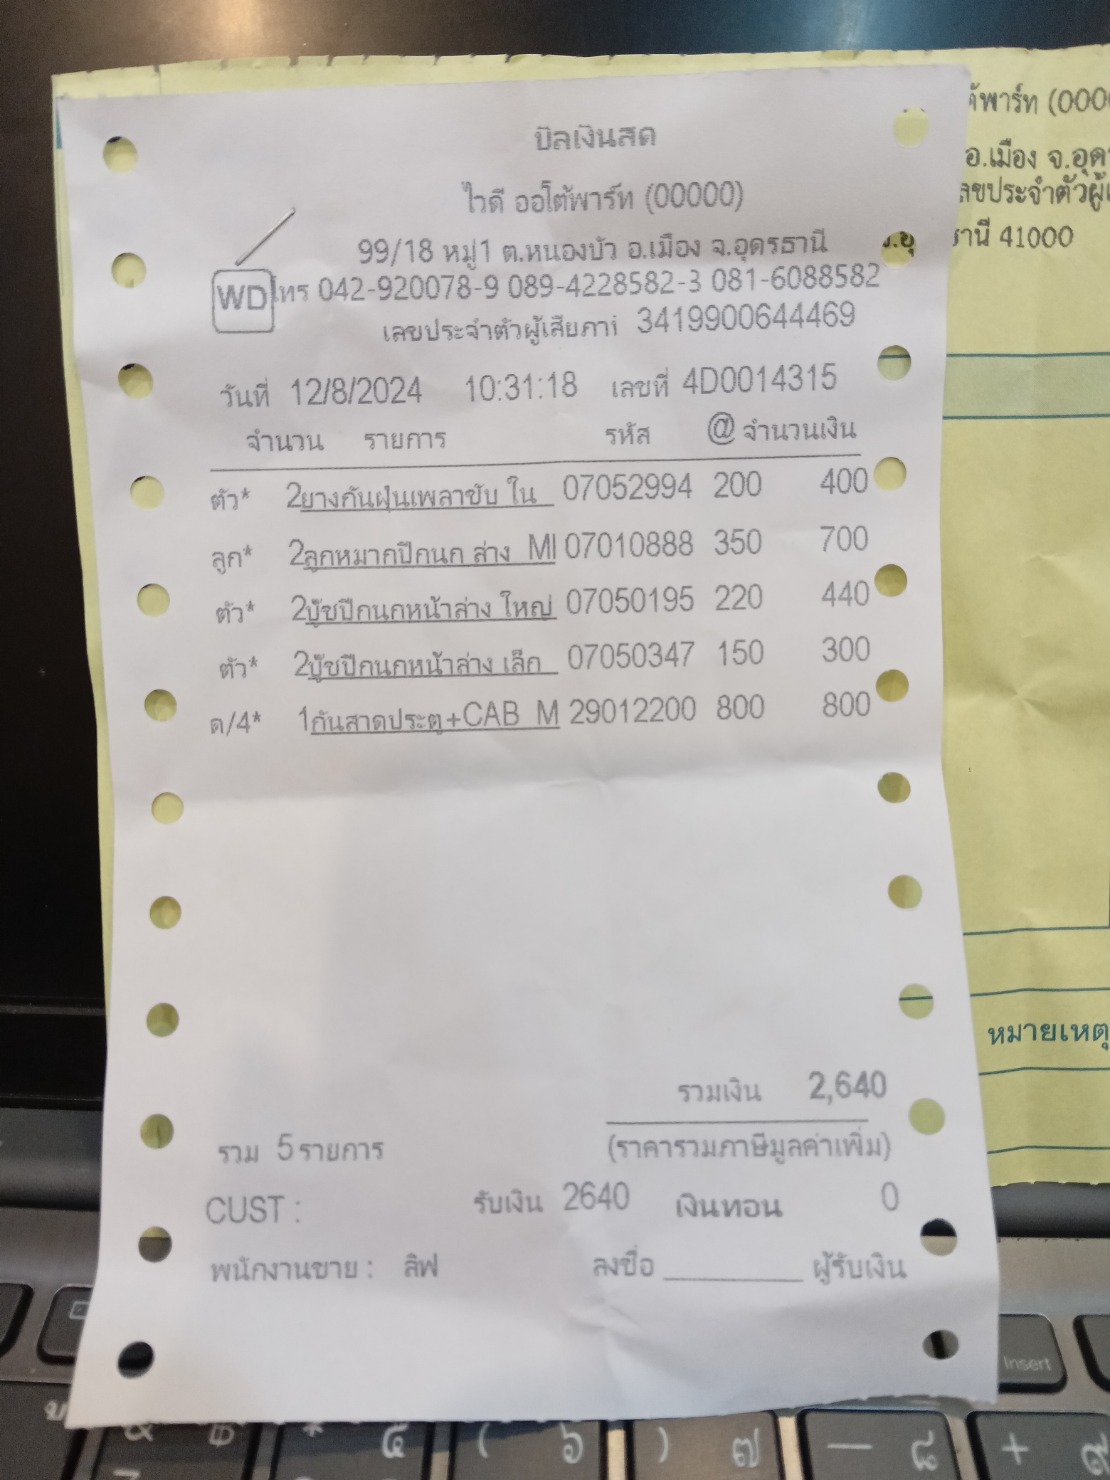 บิลเงินสด
ไวดี ออโต้พาร์ท (00000)
99/18 หมู่1 ต.หนองบัว อ.เมือง จ.อุดรธานี
WD โทร 042-920078-9 089-4228582-3 081-6088582
เลขประจำตัวผู้เสียภาษี 3419900644469
วันที่ 12/8/2024 10:31:18 เลขที่ 4D0014315
จำนวน รายการ รหัส @ จำนวนเงิน
ตัว* 2 ยางกันฝุ่นเพลาขับ ใน 07052994 200 400
ลูก* 2 ลูกหมากปีกนก ล่าง MI 07010888 350 700
ตัว* 2 บู๊ชปีกนกหน้าล่าง ใหญ่ 07050195 220 440
ตัว* 2 บู๊ชปีกนกหน้าล่าง เล็ก 07050347 150 300
ด/4* 1 กันสาดประตู+CAB M 29012200 800 800
รวมเงิน 2,640
รวม 5 รายการ (ราคารวมภาษีมูลค่าเพิ่ม)
CUST : รับเงิน 2640 เงินทอน 0
พนักงานขาย : ลิฟ ลงชื่อ ________ ผู้รับเงิน
ต้พาร์ท (000
อ.เมือง จ.อุด
ลขประจำตัวผู้เ
ธานี 41000
หมายเหตุ
Insert